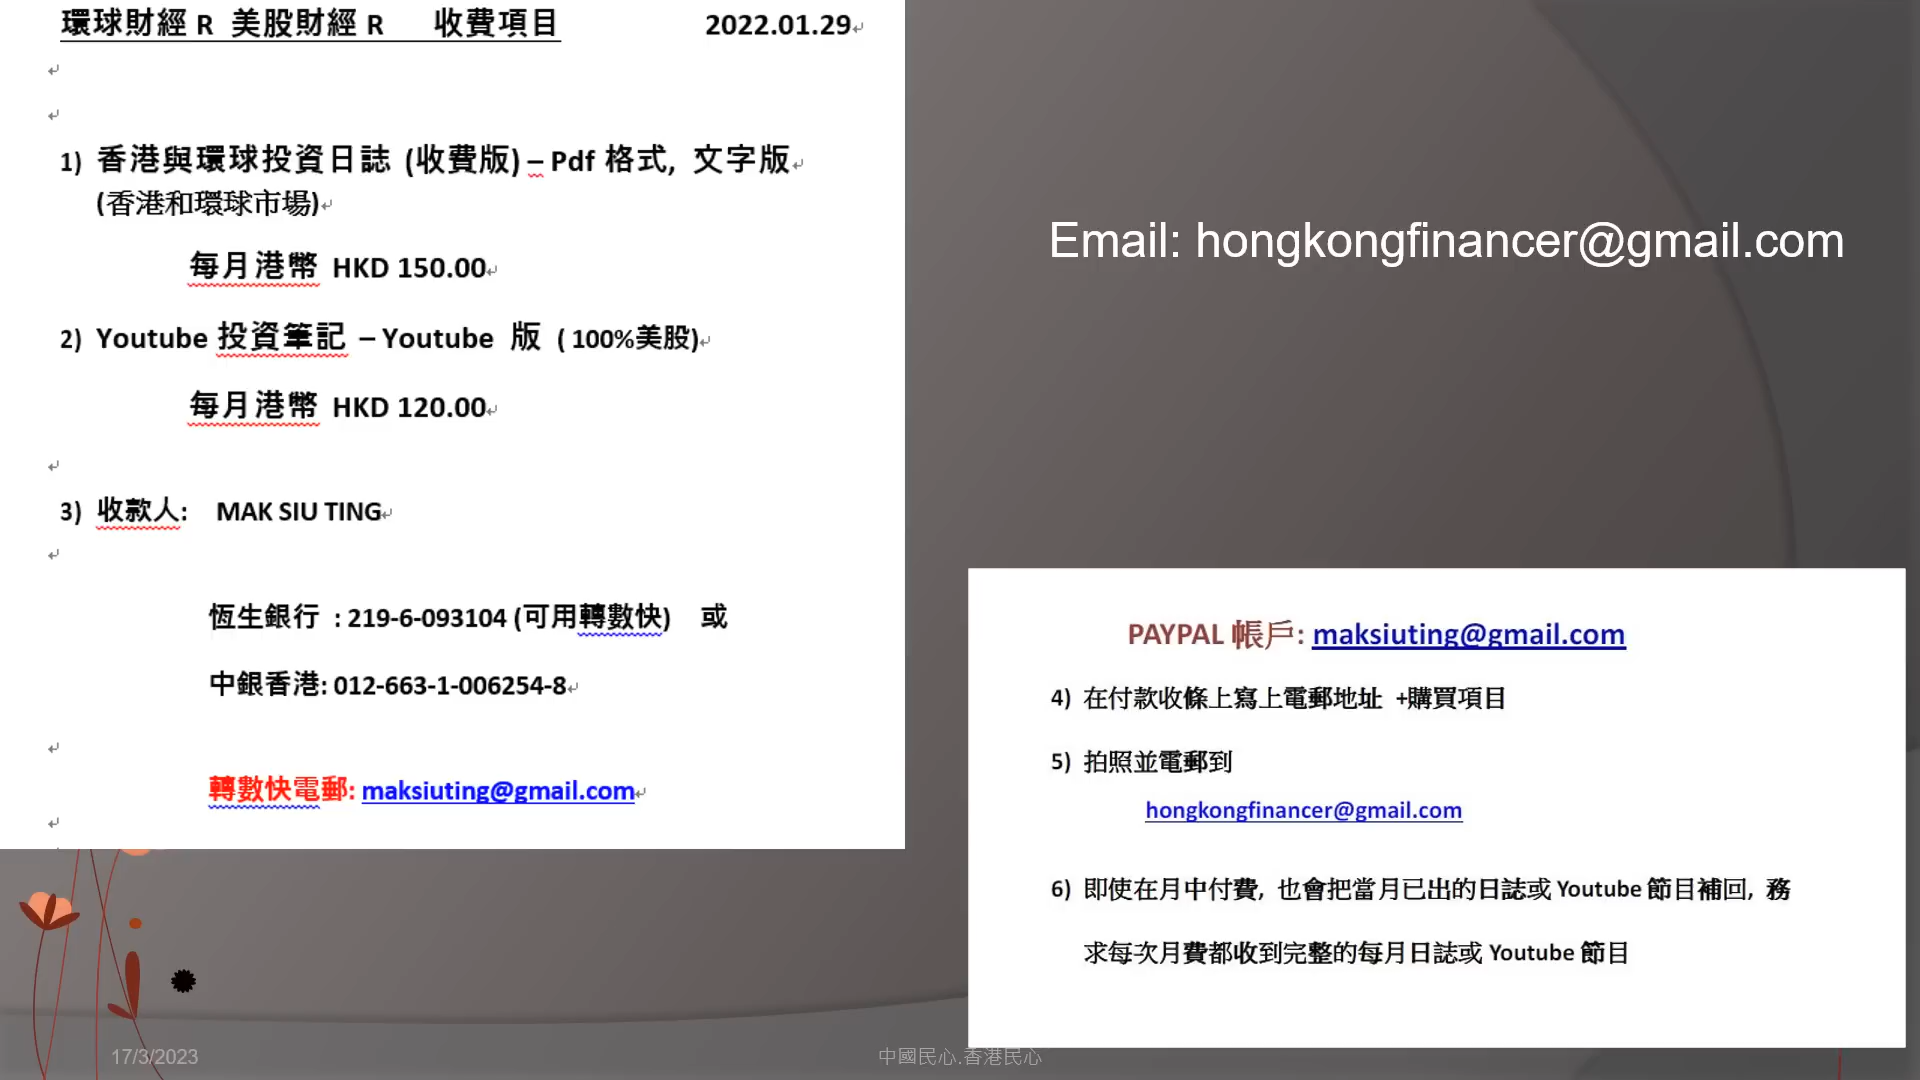 環球財經 R 美股財經 R 收費項目 2022.01.29
1) 香港與環球投資日誌 (收費版) – Pdf 格式, 文字版
(香港和環球市場)
每月港幣 HKD 150.00
2) Youtube 投資筆記 – Youtube 版 ( 100%美股)
每月港幣 HKD 120.00
3) 收款人: MAK SIU TING
恆生銀行 : 219-6-093104 (可用轉數快) 或
中銀香港: 012-663-1-006254-8
轉數快電郵: maksiuting@gmail.com
Email: hongkongfinancer@gmail.com
PAYPAL 帳戶: maksiuting@gmail.com
4) 在付款收條上寫上電郵地址 +購買項目
5) 拍照並電郵到
hongkongfinancer@gmail.com
6) 即使在月中付費, 也會把當月已出的日誌或 Youtube 節目補回, 務
求每次月費都收到完整的每月日誌或 Youtube 節目
17/3/2023
中國民心.香港民心